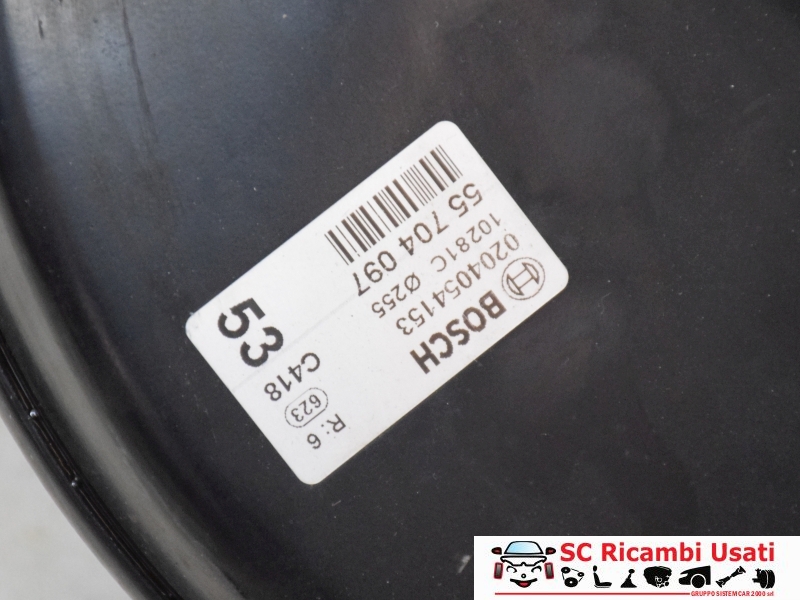 BOSCH
0204054153
10281C Ø255
55 704 097
R: 6
623
C418
53
SC Ricambi Usati
GRUPPO SISTEMCAR 2000 srl